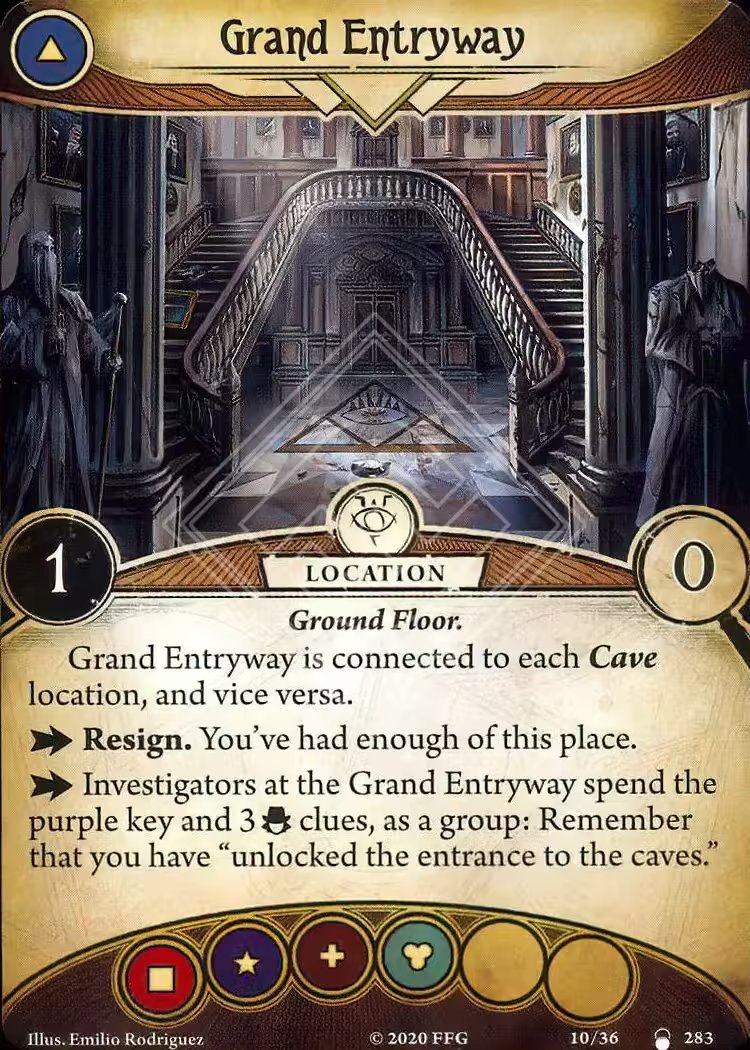 Grand Entryway
1
LOCATION
0
Ground Floor.
Grand Entryway is connected to each Cave
location, and vice versa.
Resign. You’ve had enough of this place.
Investigators at the Grand Entryway spend the
purple key and 3 clues, as a group: Remember
that you have “unlocked the entrance to the caves.”
Illus. Emilio Rodriguez © 2020 FFG 10/36 283